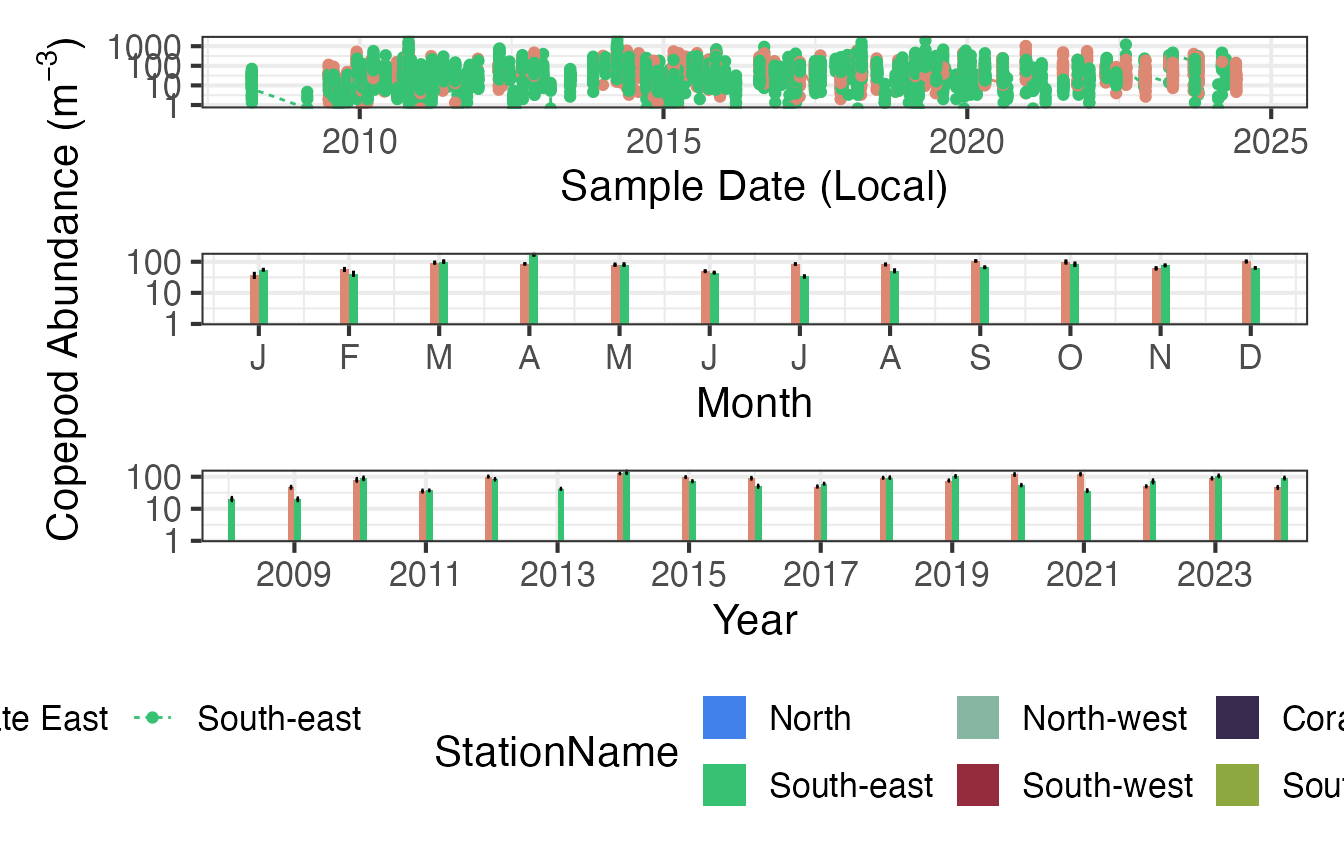 Copepod Abundance (m⁻³)
1000
100
10
1
2010 2015 2020 2025
Sample Date (Local)
100
10
1
J F M A M J J A S O N D
Month
100
10
1
2009 2011 2013 2015 2017 2019 2021 2023
Year
te East South-east
StationName
North North-west Cora
South-east South-west Sout